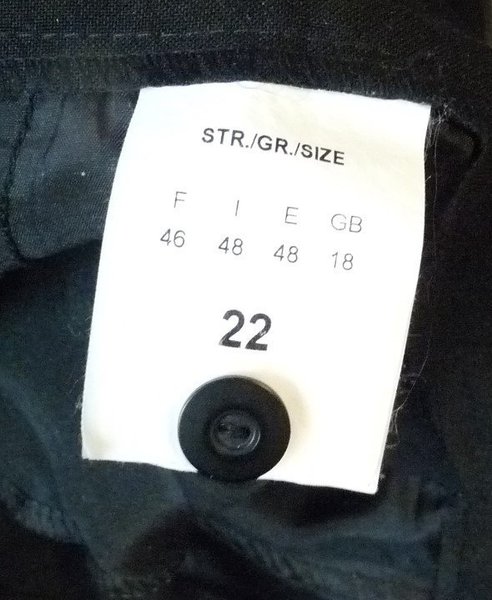 STR./GR./SIZE
F I E GB
46 48 48 18
22